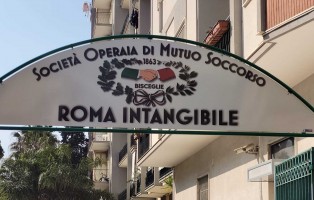 SOCIETÀ OPERAIA DI MUTUO SOCCORSO
1863
BISCEGLIE
ROMA INTANGIBILE